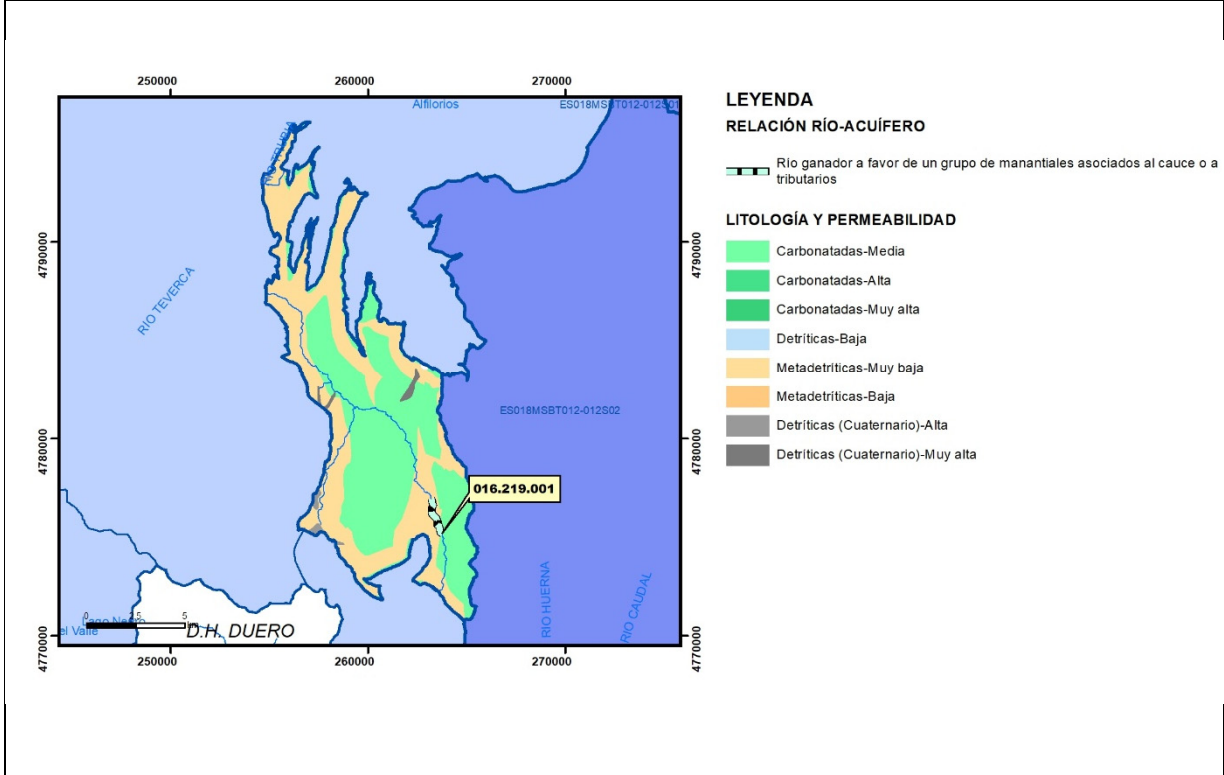 250000 260000 270000
Alfilorios ES018MSBT012-012S01
4790000 4790000
RIO TEVERCA
ES018MSBT012-012S02
4780000 4780000
016.219.001
RIO HUERNA
RIO CAUDAL
0 2,5 5
D.H. DUERO
el Valle
4770000 4770000
250000 260000 270000
LEYENDA
RELACIÓN RÍO-ACUÍFERO
Río ganador a favor de un grupo de manantiales asociados al cauce o a
tributarios
LITOLOGÍA Y PERMEABILIDAD
Carbonatadas-Media
Carbonatadas-Alta
Carbonatadas-Muy alta
Detríticas-Baja
Metadetríticas-Muy baja
Metadetríticas-Baja
Detríticas (Cuaternario)-Alta
Detríticas (Cuaternario)-Muy alta